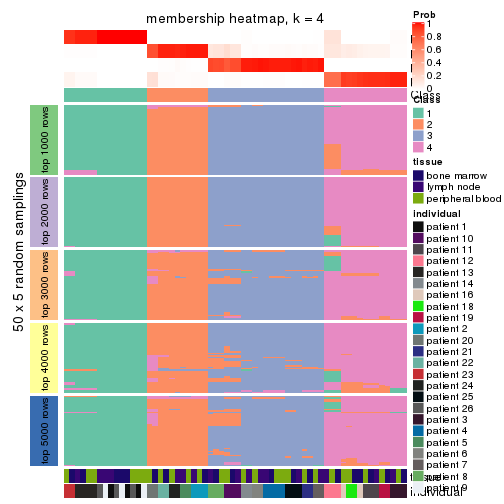 membership heatmap, k = 4
50 x 5 random samplings
top 1000 rows
top 2000 rows
top 3000 rows
top 4000 rows
top 5000 rows
Prob
1
0.8
0.6
0.4
0.2
0
Class
Class
1
2
3
4
tissue
bone marrow
lymph node
peripheral blood
individual
patient 1
patient 10
patient 11
patient 12
patient 13
patient 14
patient 16
patient 18
patient 19
patient 2
patient 20
patient 21
patient 22
patient 23
patient 24
patient 25
patient 26
patient 3
patient 4
patient 5
patient 6
patient 7
patient 8
patient 9
individual